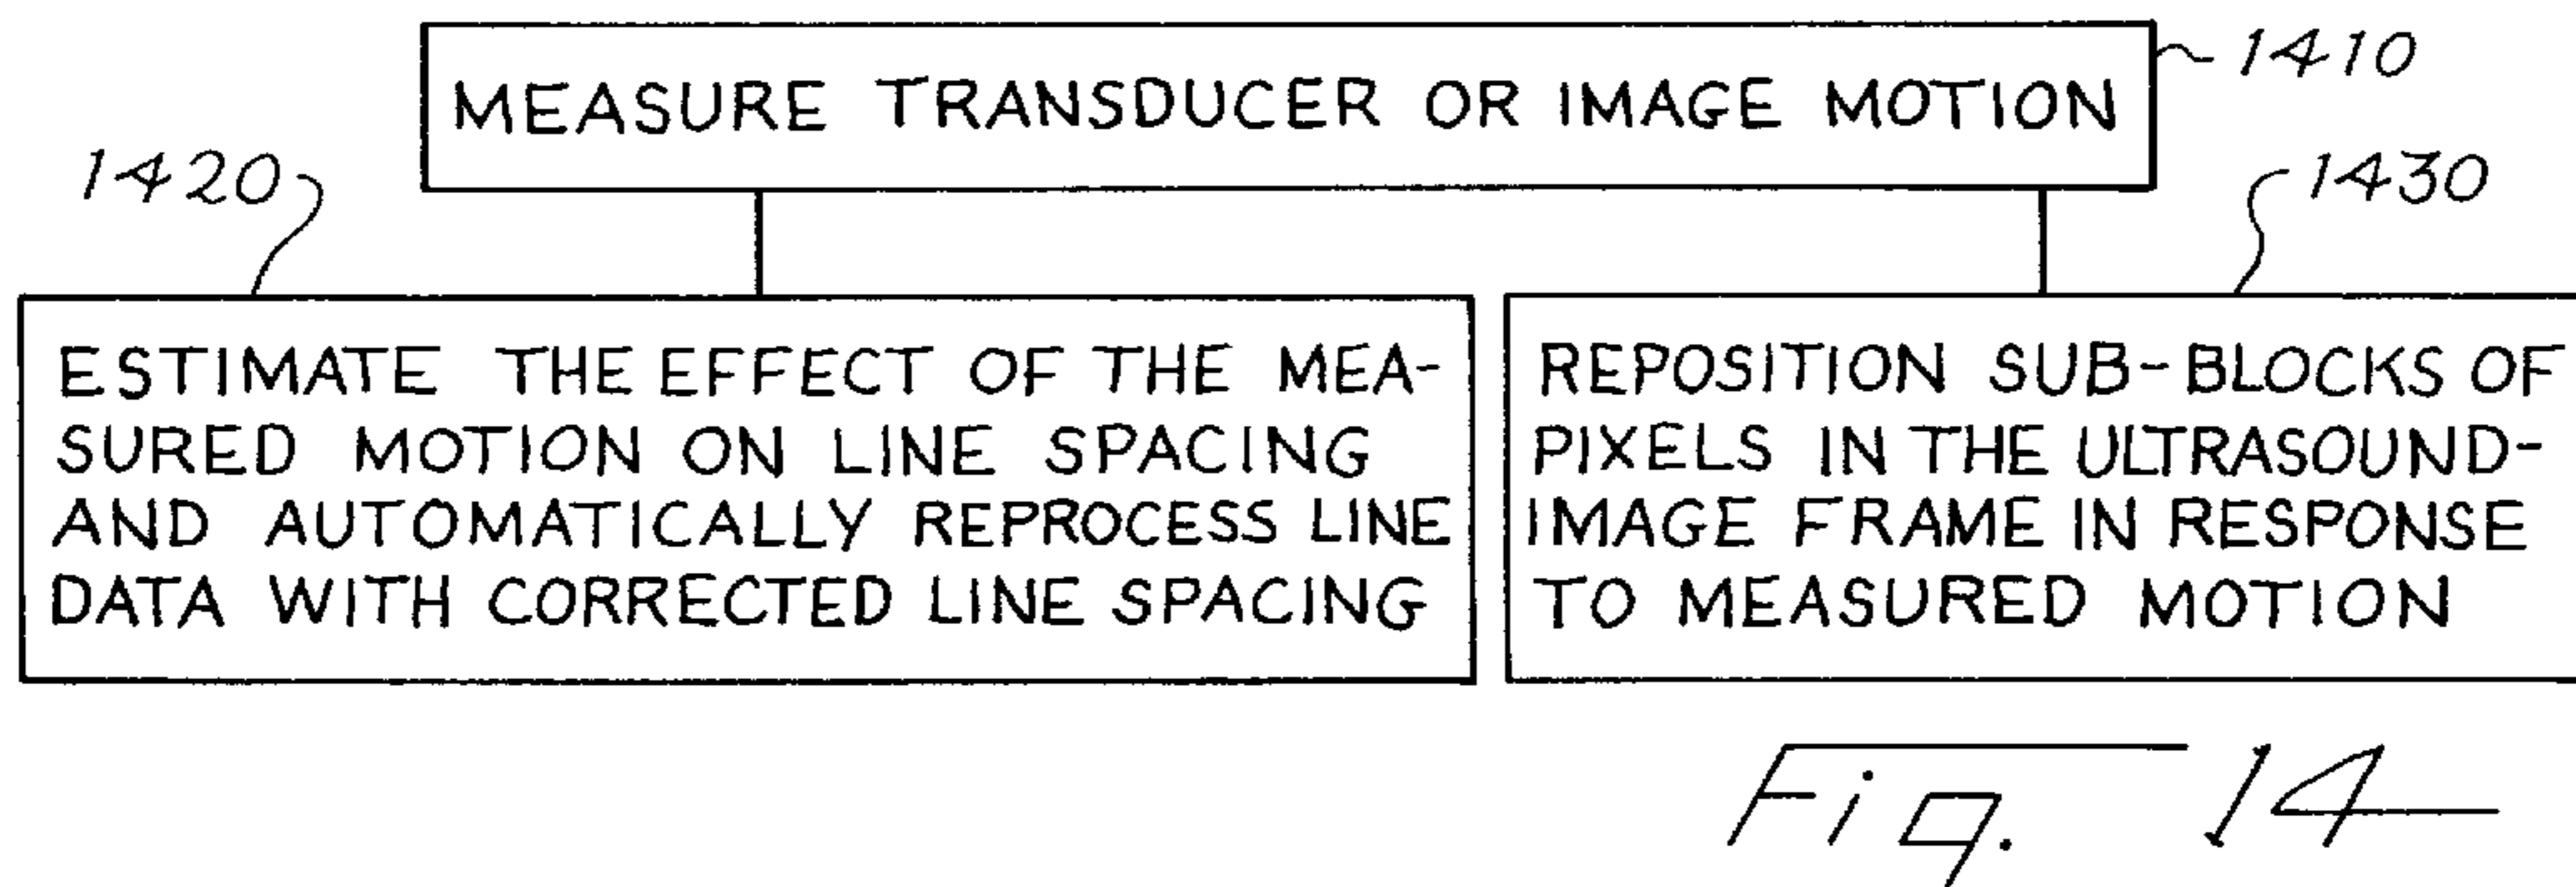 MEASURE TRANSDUCER OR IMAGE MOTION
1410
1420
1430
ESTIMATE THE EFFECT OF THE MEA-
SURED MOTION ON LINE SPACING
AND AUTOMATICALLY REPROCESS LINE
DATA WITH CORRECTED LINE SPACING
REPOSITION SUB-BLOCKS OF
PIXELS IN THE ULTRASOUND-
IMAGE FRAME IN RESPONSE
TO MEASURED MOTION
Fig. 14